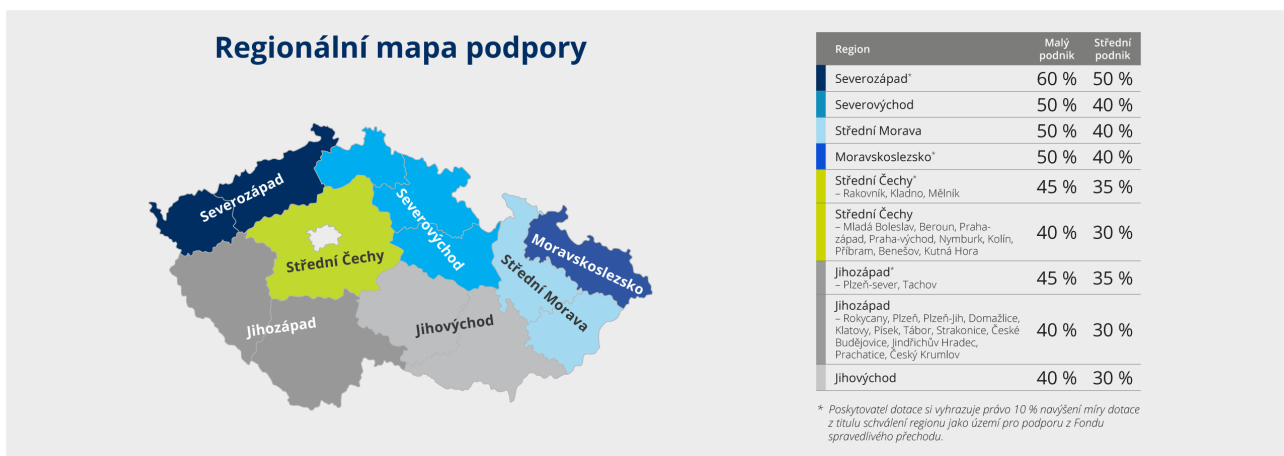 Regionální mapa podpory
Severozápad
Severovýchod
Střední Čechy
Moravskoslezsko
Střední Morava
Jihozápad
Jihovýchod
Region Malý podnik Střední podnik
Severozápad* 60 % 50 %
Severovýchod 50 % 40 %
Střední Morava 50 % 40 %
Moravskoslezsko* 50 % 40 %
Střední Čechy* 45 % 35 %
– Rakovník, Kladno, Mělník
Střední Čechy
– Mladá Boleslav, Beroun, Praha-
západ, Praha-východ, Nymburk, Kolín, 40 % 30 %
Příbram, Benešov, Kutná Hora
Jihozápad* 45 % 35 %
– Plzeň-sever, Tachov
Jihozápad
– Rokycany, Plzeň, Plzeň-Jih, Domažlice,
Klatovy, Písek, Tábor, Strakonice, České 40 % 30 %
Budějovice, Jindřichův Hradec,
Prachatice, Český Krumlov
Jihovýchod 40 % 30 %
* Poskytovatel dotace si vyhrazuje právo 10 % navýšení míry dotace
z titulu schválení regionu jako území pro podporu z Fondu
spravedlivého přechodu.